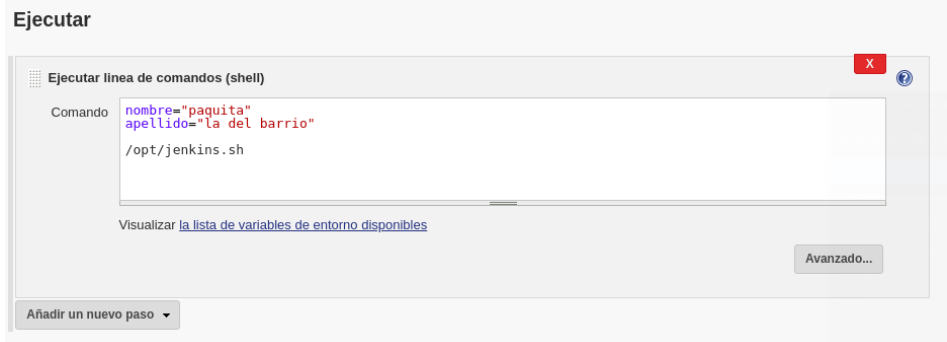 Ejecutar
X
Ejecutar linea de comandos (shell)
Comando
nombre="paquita"
apellido="la del barrio"
/opt/jenkins.sh
Visualizar la lista de variables de entorno disponibles
Avanzado...
Añadir un nuevo paso